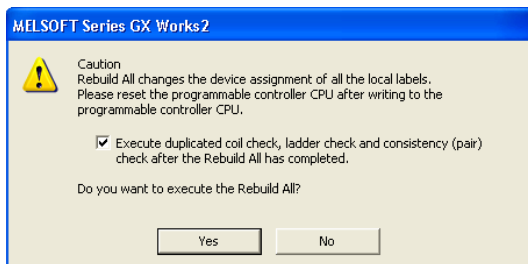 MELSOFT Series GX Works2
Caution
Rebuild All changes the device assignment of all the local labels.
Please reset the programmable controller CPU after writing to the
programmable controller CPU.
Execute duplicated coil check, ladder check and consistency (pair)
check after the Rebuild All has completed.
Do you want to execute the Rebuild All?
Yes
No